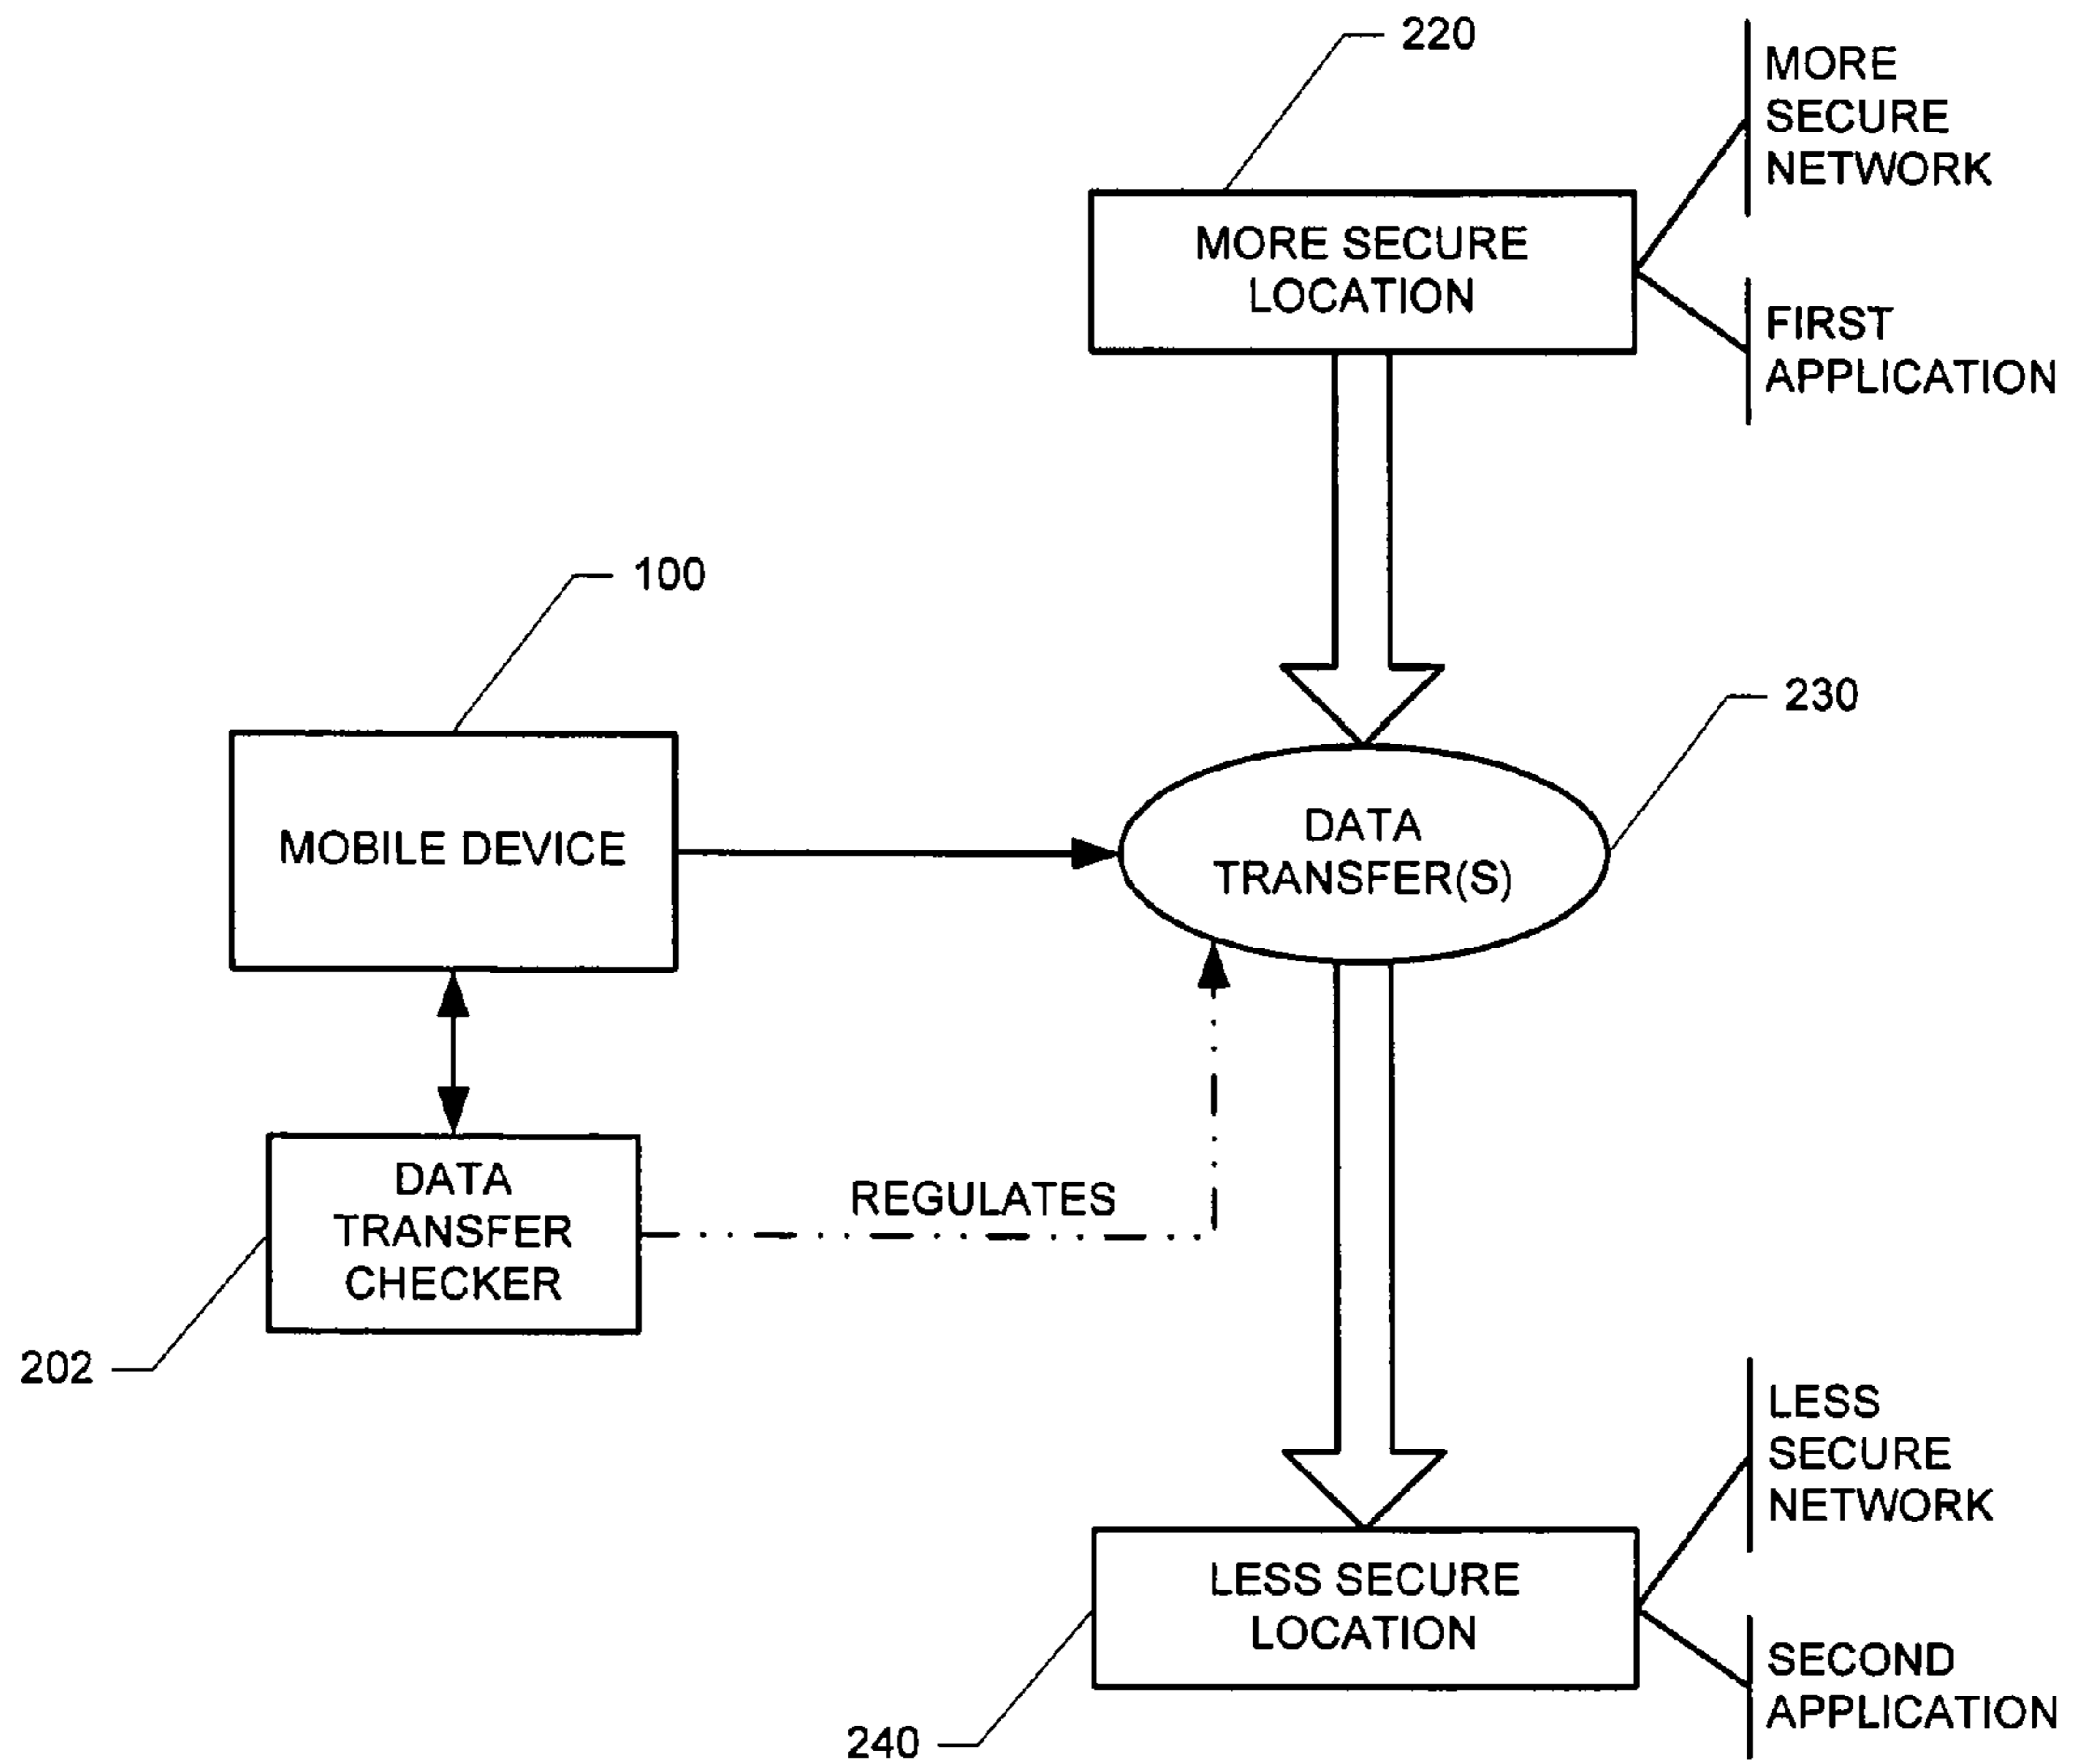 220
MORE
SECURE
NETWORK
MORE SECURE
LOCATION
FIRST
APPLICATION
100
230
MOBILE DEVICE
DATA
TRANSFER(S)
DATA
TRANSFER
CHECKER
REGULATES
202
LESS
SECURE
NETWORK
LESS SECURE
LOCATION
SECOND
APPLICATION
240